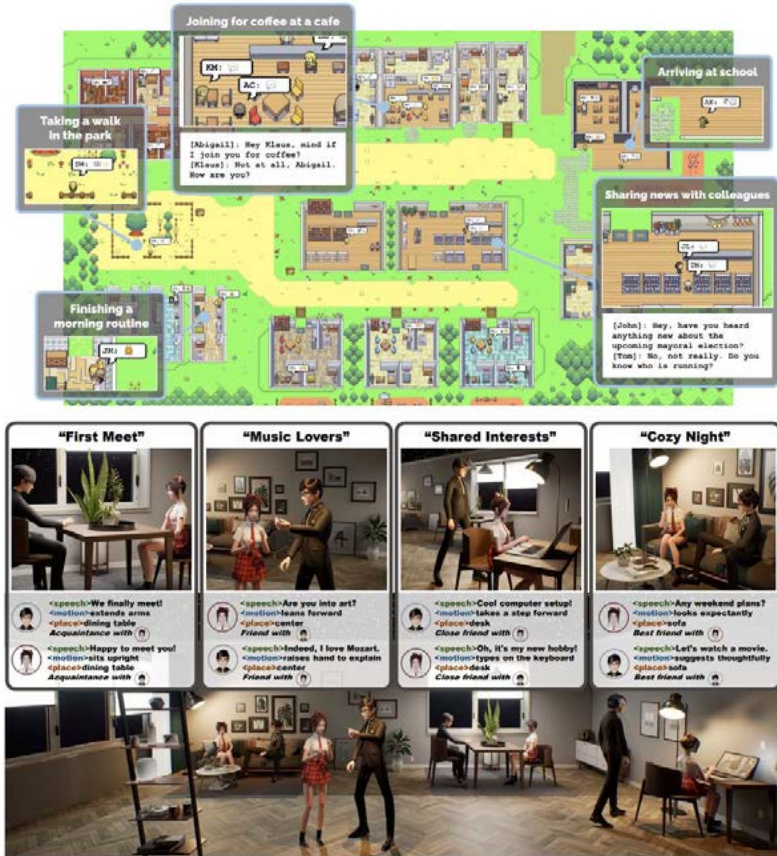 Joining for coffee at a cafe
KM:
AC:
[Abigail]: Hey Klaus, mind if
I join you for coffee?
[Klaus]: Not at all, Abigail.
How are you?
Taking a walk
in the park
Arriving at school
Sharing news with colleagues
[John]: Hey, have you heard
anything new about the
upcoming mayoral election?
[Tom]: No, not really. Do you
know who is running?
Finishing a
morning routine
JM:
“First Meet”
<speech>We finally meet!
<motion>extends arms
<place>dining table
Acquaintance with
<speech>Happy to meet you!
<motion>sits upright
<place>dining table
Acquaintance with
“Music Lovers”
<speech>Are you into art?
<motion>leans forward
<place>center
Friend with
<speech>Indeed, I love Mozart.
<motion>raises hand to explain
<place>center
Friend with
“Shared Interests”
<speech>Cool computer setup!
<motion>takes a step forward
<place>desk
Close friend with
<speech>Oh, it's my new hobby!
<motion>types on the keyboard
<place>desk
Close friend with
“Cozy Night”
<speech>Any weekend plans?
<motion>looks expectantly
<place>sofa
Best friend with
<speech>Let's watch a movie.
<motion>suggests thoughtfully
<place>sofa
Best friend with